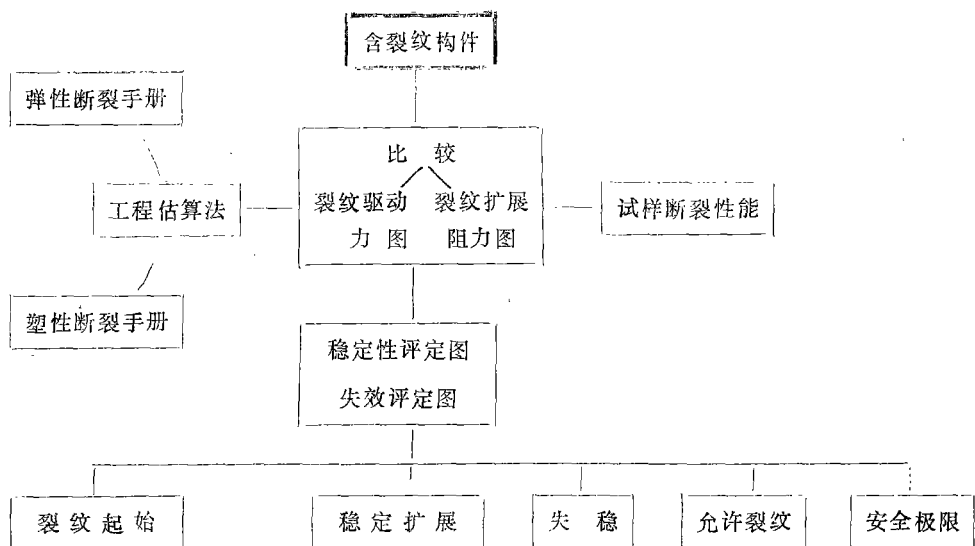 含裂纹构件
弹性断裂手册
比 较
工程估算法
裂纹驱动 裂纹扩展
力 图 阻力图
试样断裂性能
塑性断裂手册
稳定性评定图
失效评定图
裂纹起始
稳定扩展
失 稳
允许裂纹
安全极限